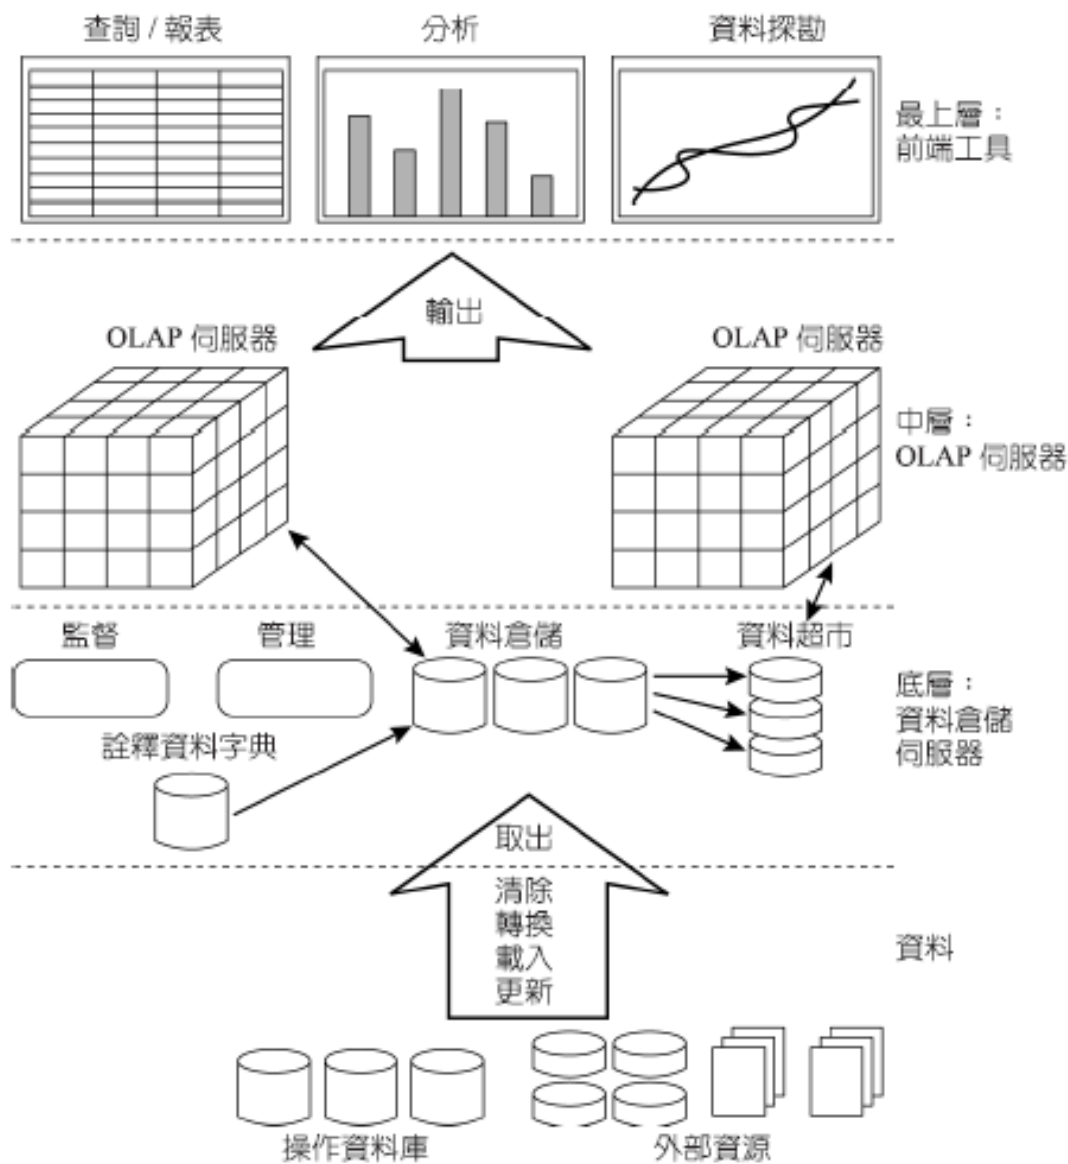 查詢 / 報表
分析
資料探勘
最上層：
前端工具
輸出
OLAP 伺服器
OLAP 伺服器
中層：
OLAP 伺服器
監督
管理
資料倉儲
資料超市
底層：
資料倉儲
伺服器
詮釋資料字典
取出
清除
轉換
載入
更新
資料
操作資料庫
外部資源